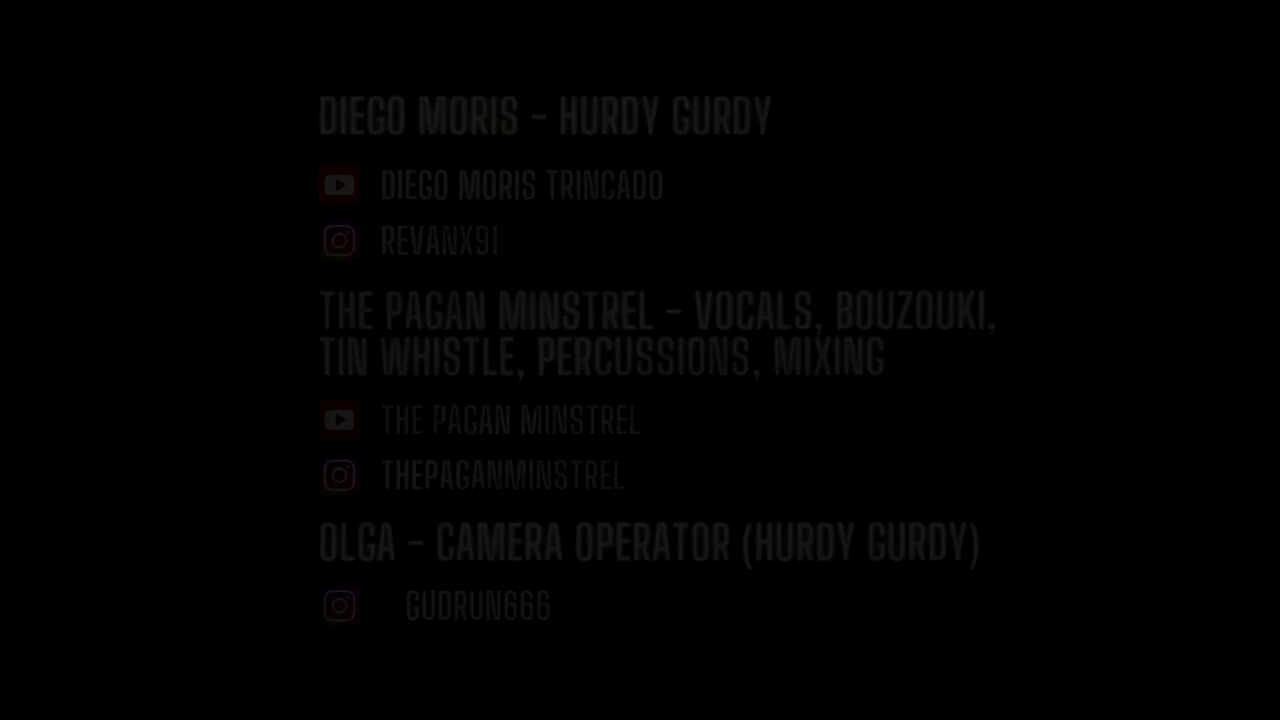 DIEGO MORIS - HURDY GURDY
DIEGO MORIS TRINCADO
REVANX91
THE PAGAN MINSTREL - VOCALS, BOUZOUKI,
TIN WHISTLE, PERCUSSIONS, MIXING
THE PAGAN MINSTREL
THEPAGANMINSTREL
OLGA - CAMERA OPERATOR (HURDY GURDY)
GUDRUN666